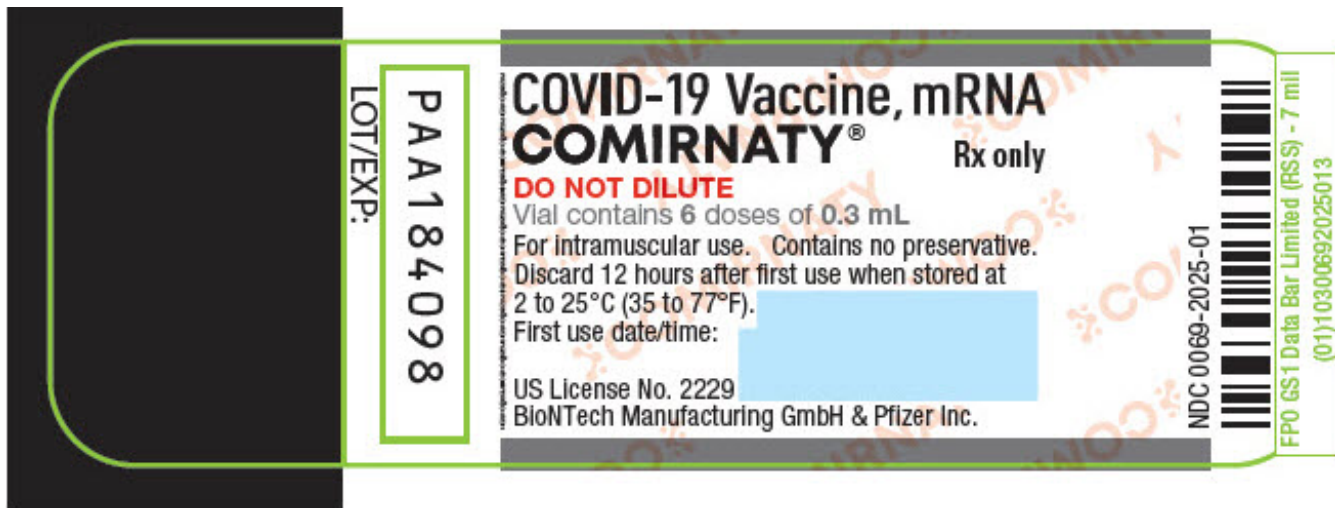 LOT/EXP:
PAA184098
COVID-19 Vaccine, mRNA
COMIRNATY®
Rx only
DO NOT DILUTE
Vial contains 6 doses of 0.3 mL
For intramuscular use. Contains no preservative.
Discard 12 hours after first use when stored at
2 to 25°C (35 to 77°F).
First use date/time:
US License No. 2229
BioNTech Manufacturing GmbH & Pfizer Inc.
NDC 0069-2025-01
FPO GS1 Data Bar Limited (RSS) - 7 mil
(01)10300692025013